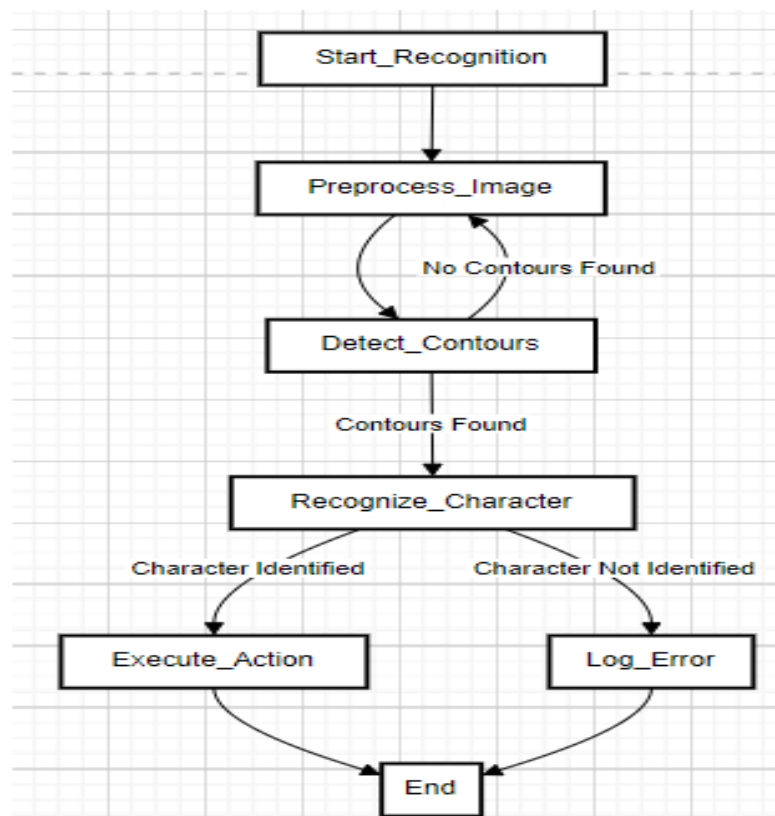 Start_Recognition
Preprocess_Image
No Contours Found
Detect_Contours
Contours Found
Recognize_Character
Character Identified
Character Not Identified
Execute_Action
Log_Error
End